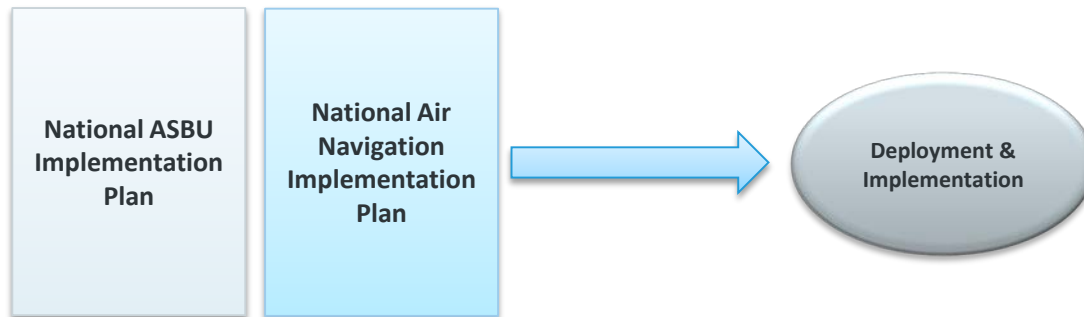 National ASBU
Implementation
Plan
National Air
Navigation
Implementation
Plan
Deployment &
Implementation